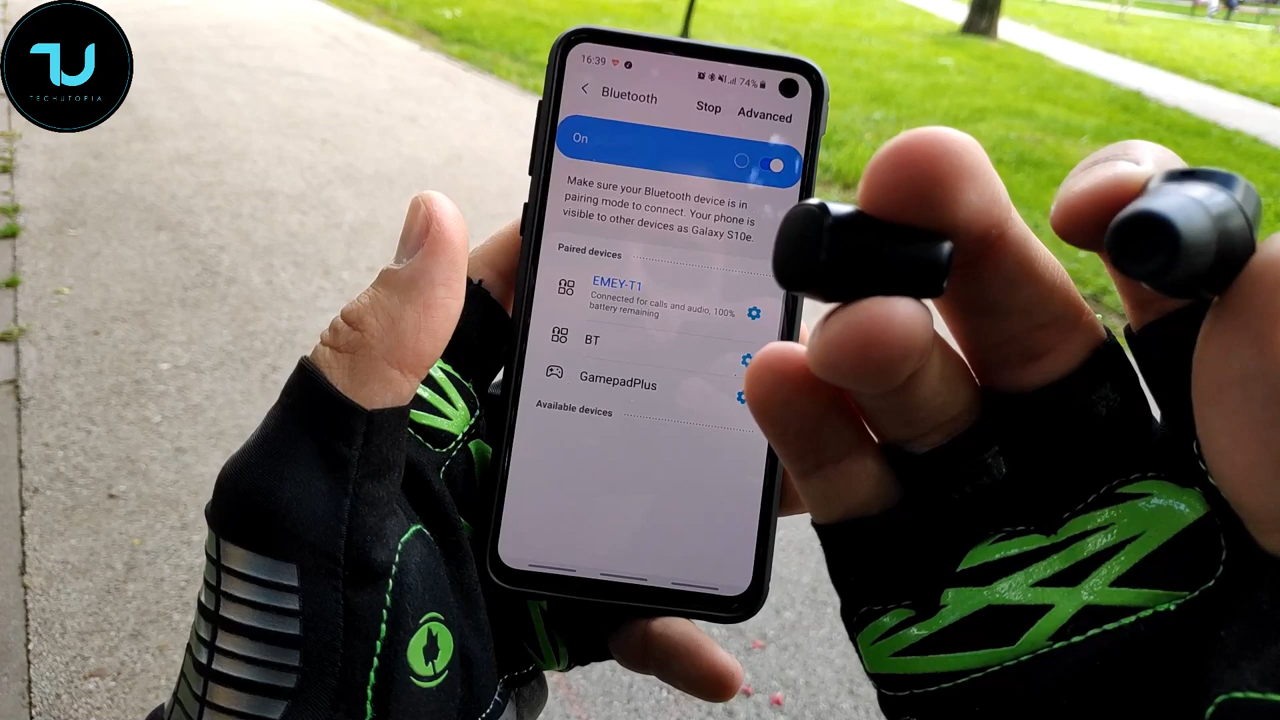 TU
TECHUTOPIA
16:39
74%
Bluetooth
Stop
Advanced
On
Make sure your Bluetooth device is in
pairing mode to connect. Your phone is
visible to other devices as Galaxy S10e.
Paired devices
EMEY-T1
Connected for calls and audio, 100%
battery remaining
BT
GamepadPlus
Available devices